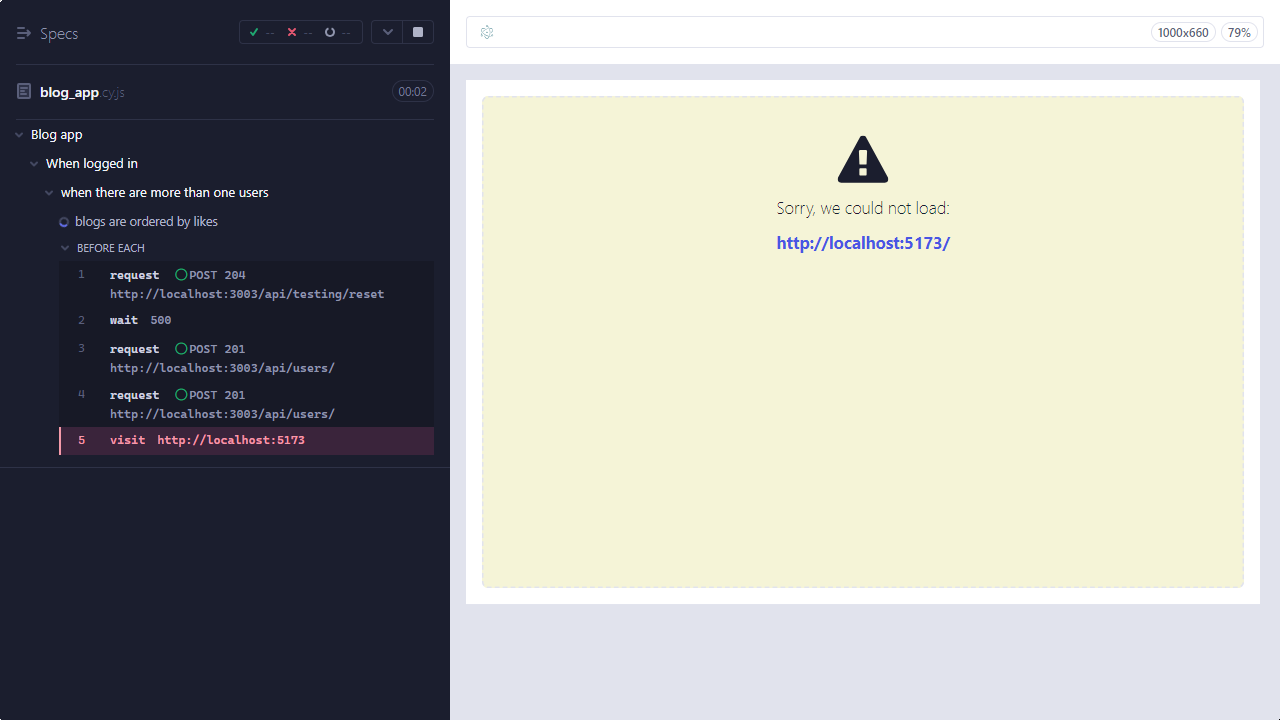 Specs
-- -- --
blog_app.cy.js
00:02
Blog app
When logged in
when there are more than one users
blogs are ordered by likes
BEFORE EACH
1 request POST 204
http://localhost:3003/api/testing/reset
2 wait 500
3 request POST 201
http://localhost:3003/api/users/
4 request POST 201
http://localhost:3003/api/users/
5 visit http://localhost:5173
1000x660
79%
Sorry, we could not load:
http://localhost:5173/